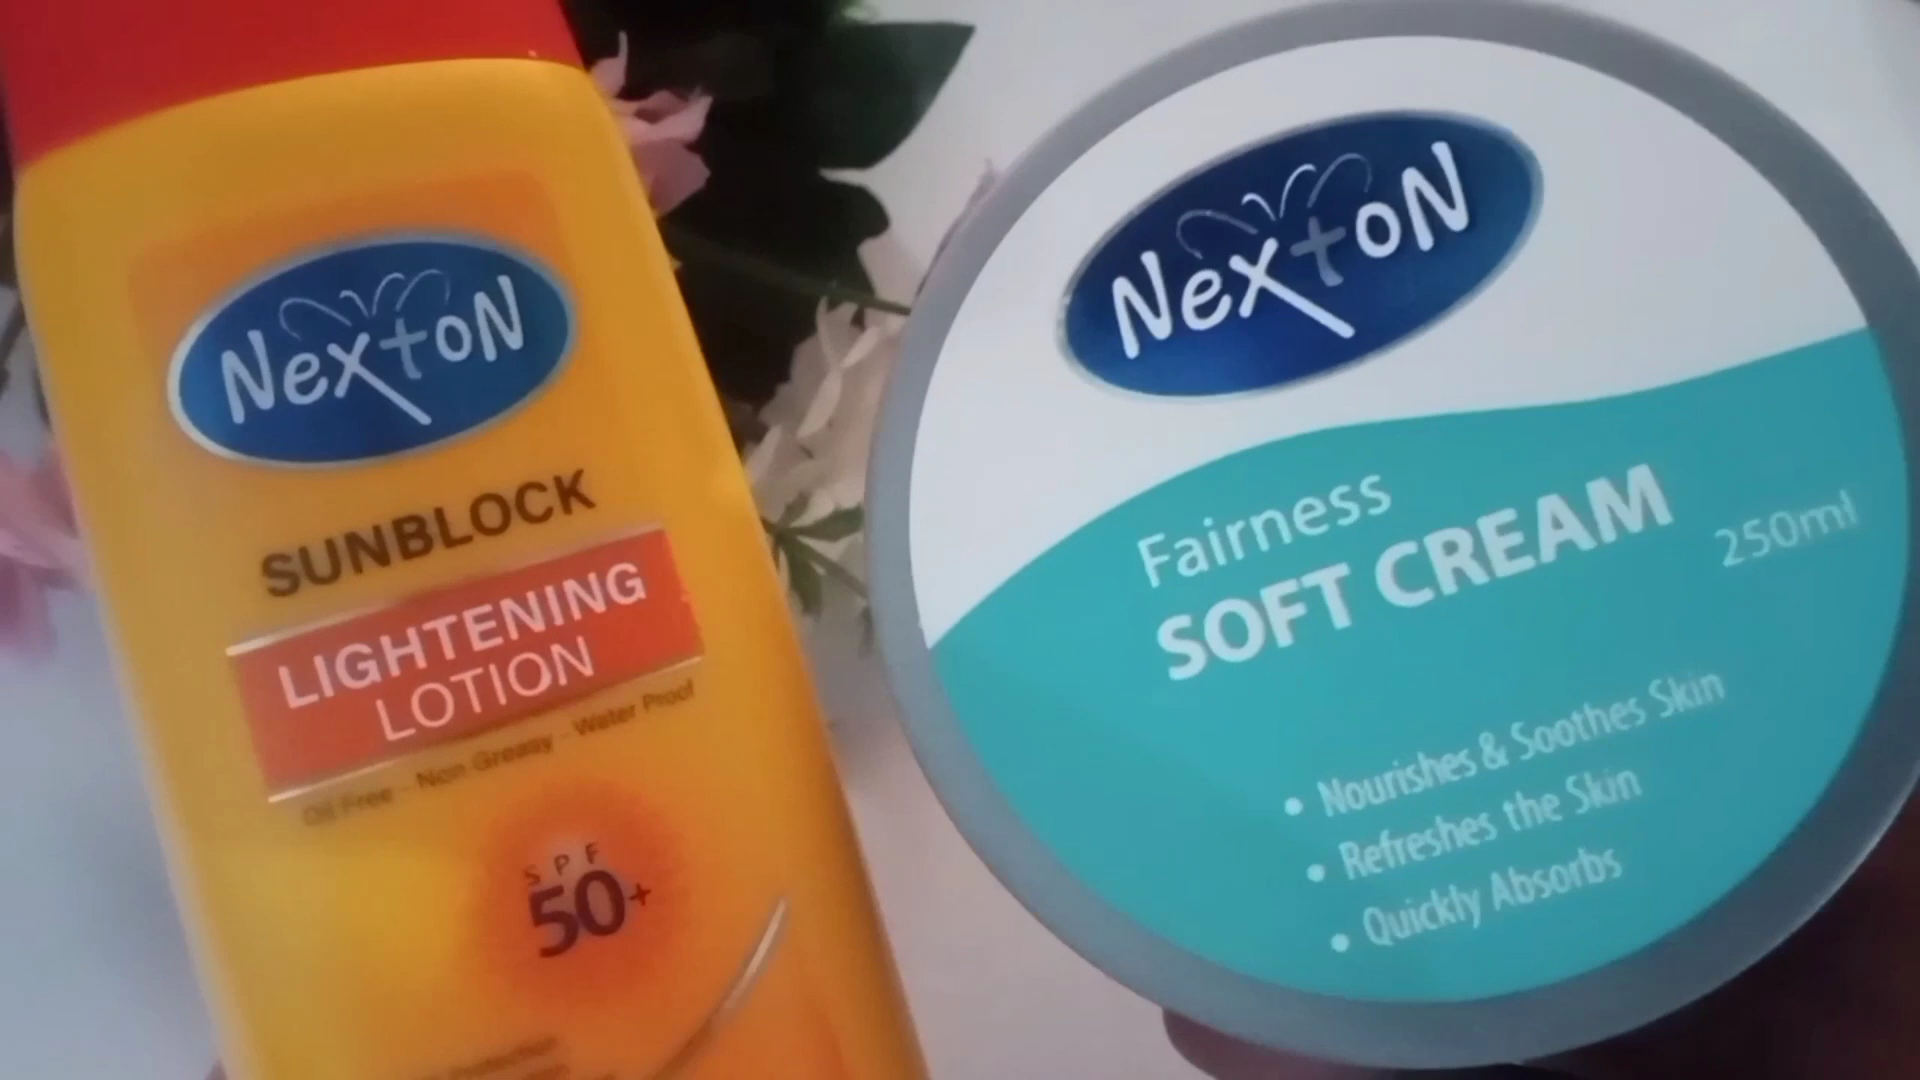 NexToN
SUNBLOCK
LIGHTENING
LOTION
Oil Free - Non Greasy - Water Proof
SPF
50+
Protection
NexToN
Fairness
SOFT CREAM
250ml
• Nourishes & Soothes Skin
• Refreshes the Skin
• Quickly Absorbs